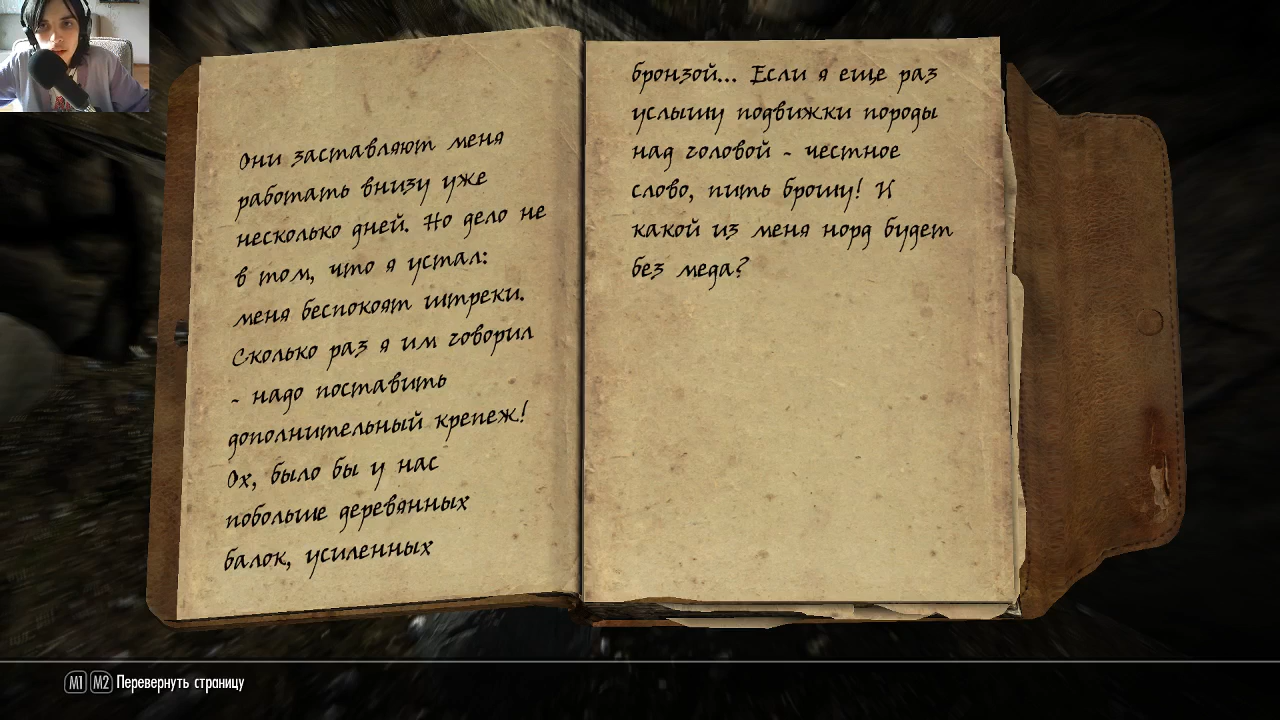 Они заставляют меня
работать внизу уже
несколько дней. Но дело не
в том, что я устал:
меня беспокоят штреки.
Сколько раз я им говорил
- надо поставить
дополнительный крепеж!
Ох, было бы у нас
побольше деревянных
балок, усиленных
бронзой... Если я еще раз
услышу подвижки породы
над головой - честное
слово, пить брошу! И
какой из меня норд будет
без меда?
M1 M2 Перевернуть страницу